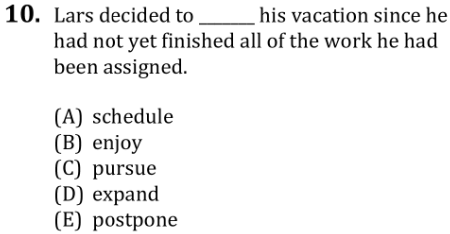 10. Lars decided to ______ his vacation since he
had not yet finished all of the work he had
been assigned.
(A) schedule
(B) enjoy
(C) pursue
(D) expand
(E) postpone